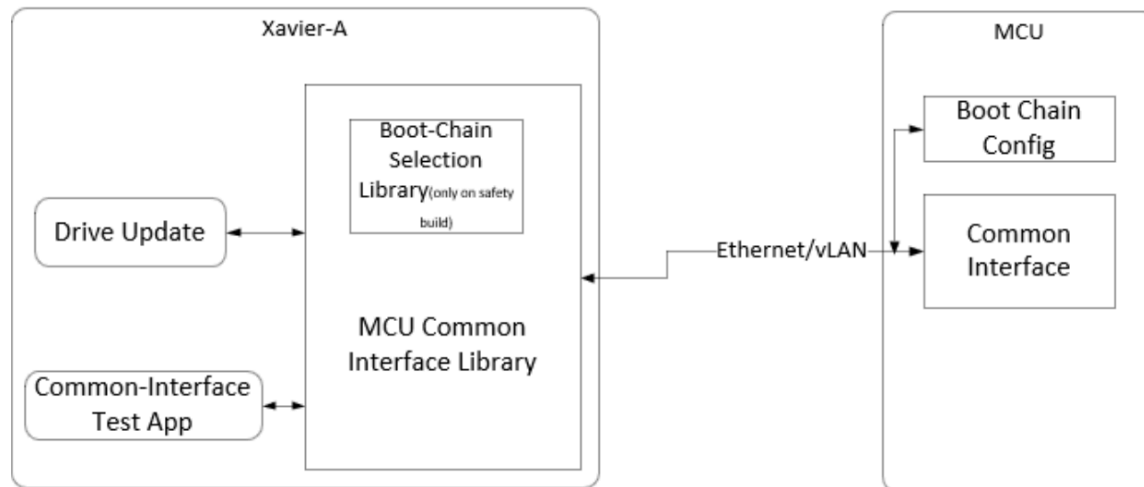 Xavier-A
Boot-Chain
Selection
Library(only on safety
build)
Drive Update
MCU Common
Interface Library
Common-Interface
Test App
Ethernet/vLAN
MCU
Boot Chain
Config
Common
Interface